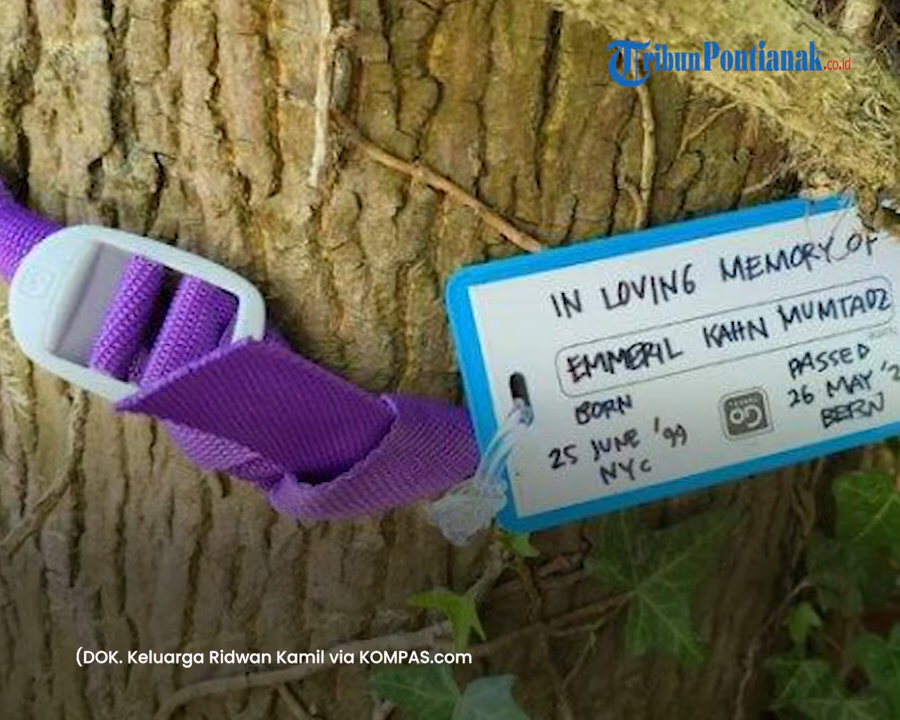 TribunPontianak.co.id
IN LOVING MEMORY OF
EMMERIL KAHN MUMTADZ
BORN
25 JUNE '99
NYC
PASSED
26 MAY '2
BERN
GO
(DOK. Keluarga Ridwan Kamil via KOMPAS.com